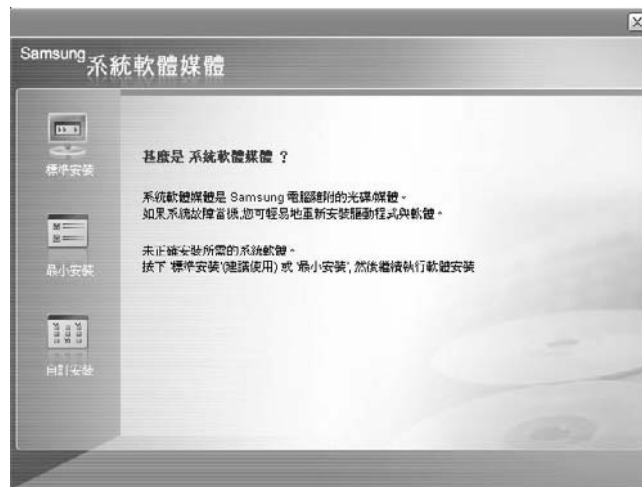 Samsung 系統軟體媒體
標準安裝
最小安裝
自訂安裝
甚麼是 系統軟體媒體 ?
系統軟體媒體是 Samsung 電腦隨附的光碟/媒體。
如果系統故障當機,您可輕易地重新安裝驅動程式與軟體。
未正確安裝所需的系統軟體。
按下 '標準安裝'(建議使用) 或 '最小安裝', 然後繼續執行軟體安裝